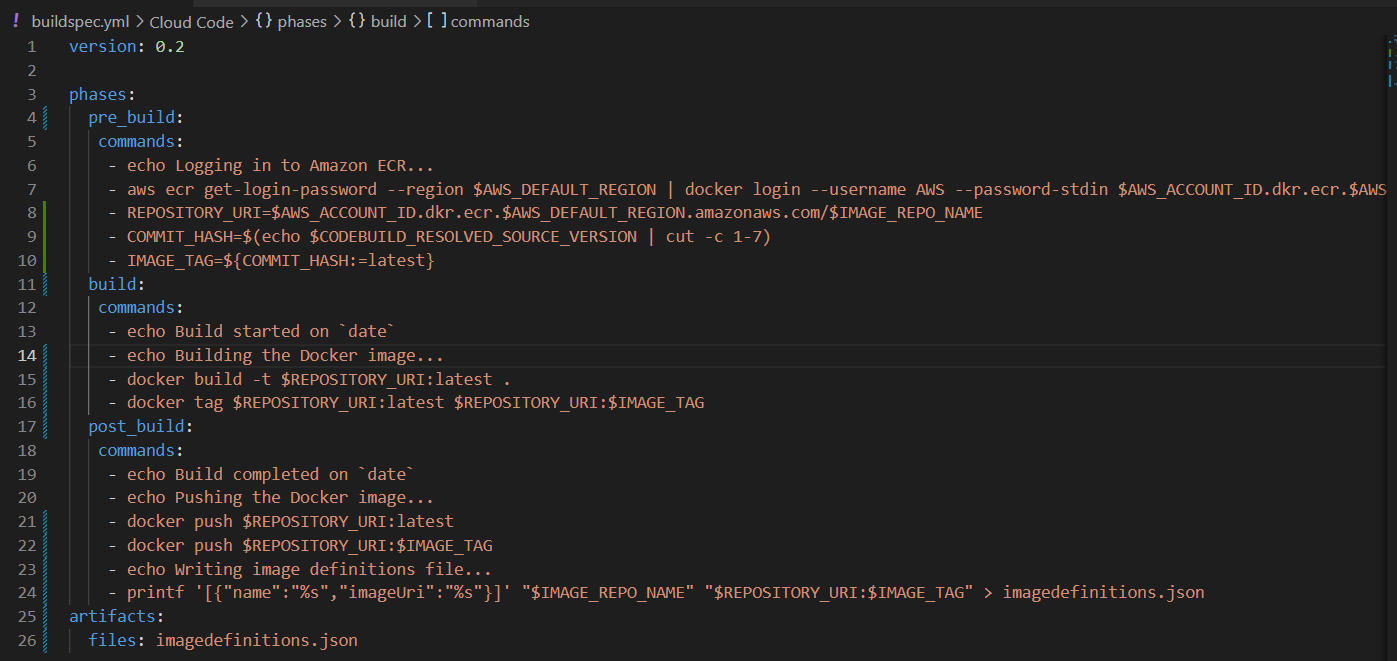 ! buildspec.yml > Cloud Code > {} phases > {} build > [ ] commands
1 version: 0.2
2
3 phases:
4   pre_build:
5    commands:
6     - echo Logging in to Amazon ECR...
7     - aws ecr get-login-password --region $AWS_DEFAULT_REGION | docker login --username AWS --password-stdin $AWS_ACCOUNT_ID.dkr.ecr.$AWS
8     - REPOSITORY_URI=$AWS_ACCOUNT_ID.dkr.ecr.$AWS_DEFAULT_REGION.amazonaws.com/$IMAGE_REPO_NAME
9     - COMMIT_HASH=$(echo $CODEBUILD_RESOLVED_SOURCE_VERSION | cut -c 1-7)
10     - IMAGE_TAG=${COMMIT_HASH:=latest}
11   build:
12    commands:
13     - echo Build started on `date`
14     - echo Building the Docker image...
15     - docker build -t $REPOSITORY_URI:latest .
16     - docker tag $REPOSITORY_URI:latest $REPOSITORY_URI:$IMAGE_TAG
17   post_build:
18    commands:
19     - echo Build completed on `date`
20     - echo Pushing the Docker image...
21     - docker push $REPOSITORY_URI:latest
22     - docker push $REPOSITORY_URI:$IMAGE_TAG
23     - echo Writing image definitions file...
24     - printf '[{"name":"%s","imageUri":"%s"}]' "$IMAGE_REPO_NAME" "$REPOSITORY_URI:$IMAGE_TAG" > imagedefinitions.json
25 artifacts:
26   files: imagedefinitions.json